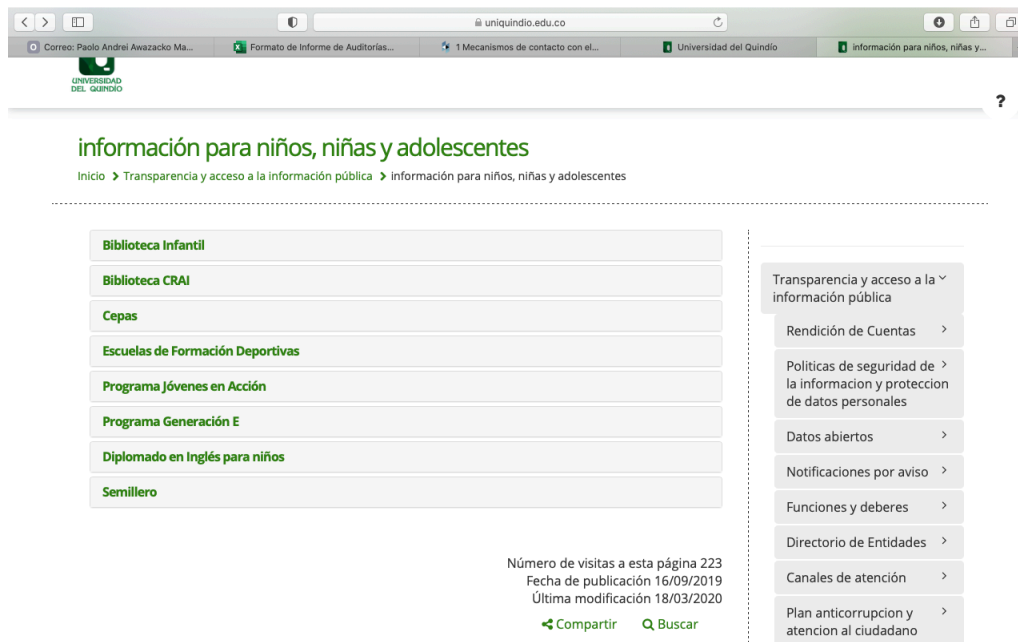 uniquindio.edu.co
Correo: Paolo Andrei Awazacko Ma...
Formato de Informe de Auditorías...
1 Mecanismos de contacto con el...
Universidad del Quindío
información para niños, niñas y...
UNIVERSIDAD
DEL QUINDÍO
?
información para niños, niñas y adolescentes
Inicio > Transparencia y acceso a la información pública > información para niños, niñas y adolescentes
Biblioteca Infantil
Biblioteca CRAI
Cepas
Escuelas de Formación Deportivas
Programa Jóvenes en Acción
Programa Generación E
Diplomado en Inglés para niños
Semillero
Número de visitas a esta página 223
Fecha de publicación 16/09/2019
Última modificación 18/03/2020
Compartir
Buscar
Transparencia y acceso a la
información pública
Rendición de Cuentas
Politicas de seguridad de
la informacion y proteccion
de datos personales
Datos abiertos
Notificaciones por aviso
Funciones y deberes
Directorio de Entidades
Canales de atención
Plan anticorrupcion y
atencion al ciudadano